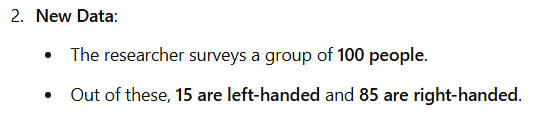 2. New Data:
• The researcher surveys a group of 100 people.
• Out of these, 15 are left-handed and 85 are right-handed.